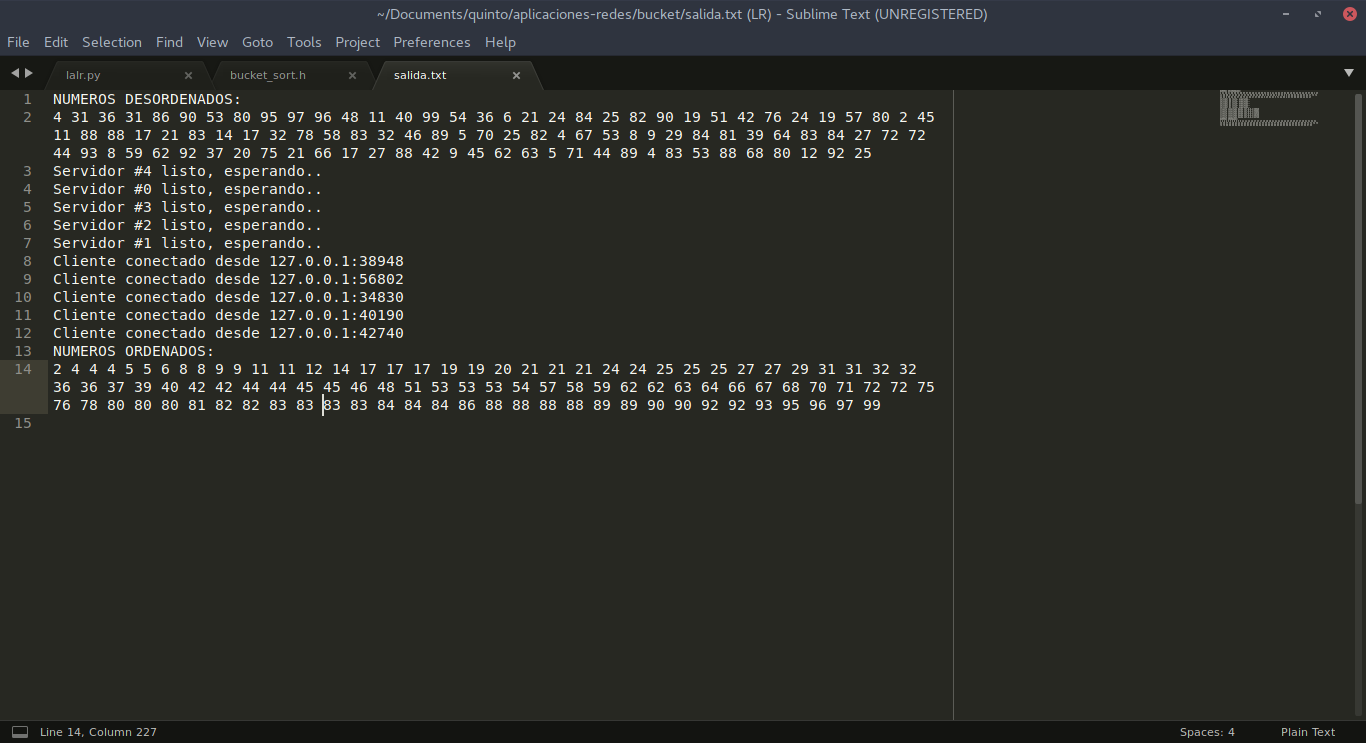 ~/Documents/quinto/aplicaciones-redes/bucket/salida.txt (LR) - Sublime Text (UNREGISTERED)
File Edit Selection Find View Goto Tools Project Preferences Help
lalr.py bucket_sort.h salida.txt
1 NUMEROS DESORDENADOS:
2 4 31 36 31 86 90 53 80 95 97 96 48 11 40 99 54 36 6 21 24 84 25 82 90 19 51 42 76 24 19 57 80 2 45
11 88 88 17 21 83 14 17 32 78 58 83 32 46 89 5 70 25 82 4 67 53 8 9 29 84 81 39 64 83 84 27 72 72
44 93 8 59 62 92 37 20 75 21 66 17 27 88 42 9 45 62 63 5 71 44 89 4 83 53 88 68 80 12 92 25
3 Servidor #4 listo, esperando..
4 Servidor #0 listo, esperando..
5 Servidor #3 listo, esperando..
6 Servidor #2 listo, esperando..
7 Servidor #1 listo, esperando..
8 Cliente conectado desde 127.0.0.1:38948
9 Cliente conectado desde 127.0.0.1:56802
10 Cliente conectado desde 127.0.0.1:34830
11 Cliente conectado desde 127.0.0.1:40190
12 Cliente conectado desde 127.0.0.1:42740
13 NUMEROS ORDENADOS:
14 2 4 4 4 5 5 6 8 8 9 9 11 11 12 14 17 17 17 19 19 20 21 21 21 24 24 25 25 25 27 27 29 31 31 32 32
36 36 37 39 40 42 42 44 44 45 45 46 48 51 53 53 53 54 57 58 59 62 62 63 64 66 67 68 70 71 72 72 75
76 78 80 80 80 81 82 82 83 83 83 83 84 84 84 86 88 88 88 88 89 89 90 90 92 92 93 95 96 97 99
15
Line 14, Column 227 Spaces: 4 Plain Text